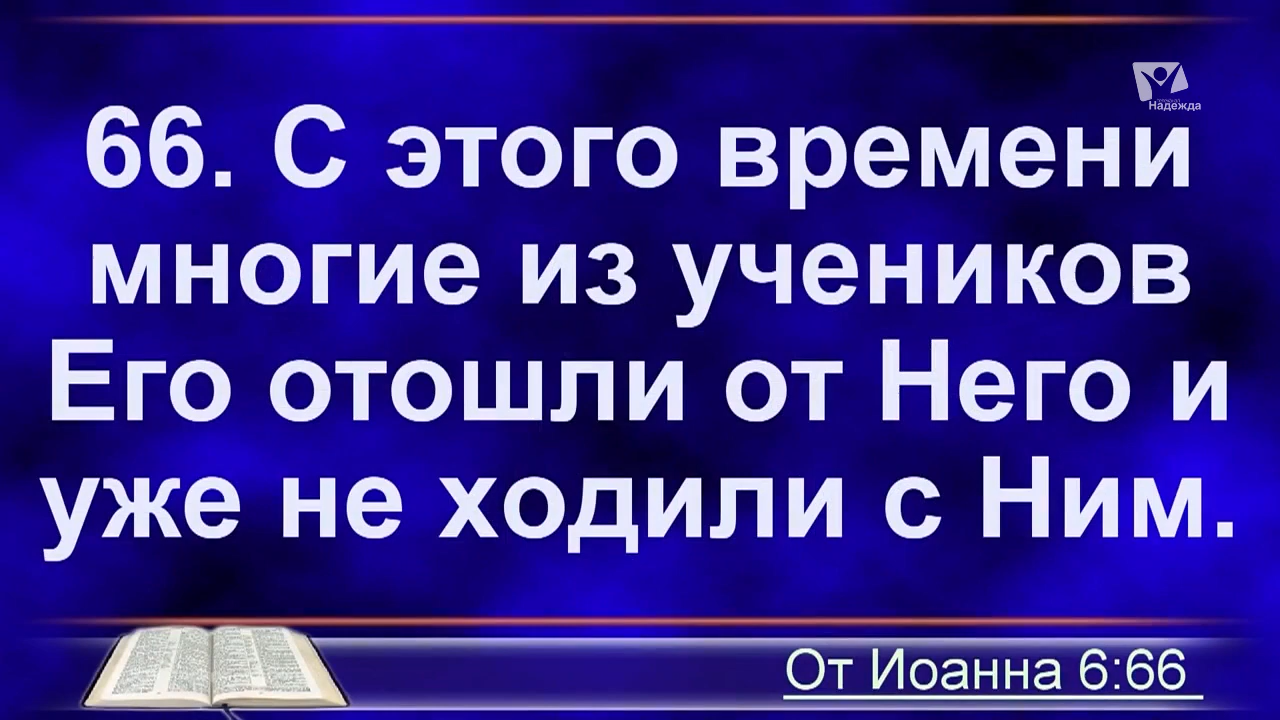 Надежда
66. С этого времени
многие из учеников
Его отошли от Него и
уже не ходили с Ним.
От Иоанна 6:66